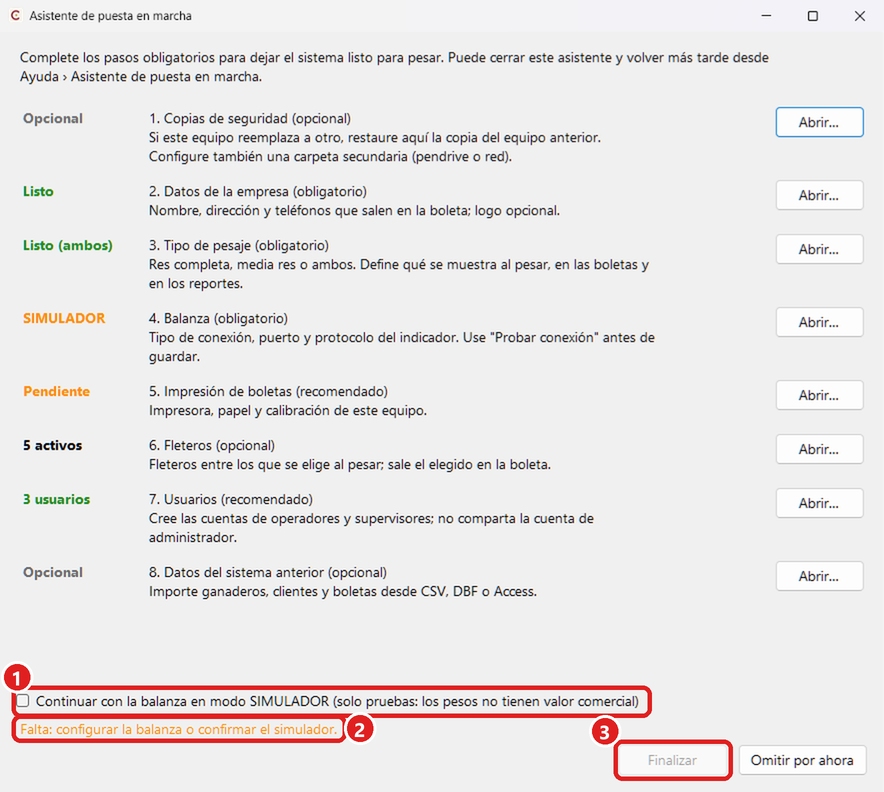 Asistente de puesta en marcha
Complete los pasos obligatorios para dejar el sistema listo para pesar. Puede cerrar este asistente y volver más tarde desde
Ayuda › Asistente de puesta en marcha.
Opcional
1. Copias de seguridad (opcional)
Si este equipo reemplaza a otro, restaure aquí la copia del equipo anterior.
Configure también una carpeta secundaria (pendrive o red).
Abrir...
Listo
2. Datos de la empresa (obligatorio)
Nombre, dirección y teléfonos que salen en la boleta; logo opcional.
Abrir...
Listo (ambos)
3. Tipo de pesaje (obligatorio)
Res completa, media res o ambos. Define qué se muestra al pesar, en las boletas y
en los reportes.
Abrir...
SIMULADOR
4. Balanza (obligatorio)
Tipo de conexión, puerto y protocolo del indicador. Use "Probar conexión" antes de
guardar.
Abrir...
Pendiente
5. Impresión de boletas (recomendado)
Impresora, papel y calibración de este equipo.
Abrir...
5 activos
6. Fleteros (opcional)
Fleteros entre los que se elige al pesar; sale el elegido en la boleta.
Abrir...
3 usuarios
7. Usuarios (recomendado)
Cree las cuentas de operadores y supervisores; no comparta la cuenta de
administrador.
Abrir...
Opcional
8. Datos del sistema anterior (opcional)
Importe ganaderos, clientes y boletas desde CSV, DBF o Access.
Abrir...
1
Continuar con la balanza en modo SIMULADOR (solo pruebas: los pesos no tienen valor comercial)
Falta: configurar la balanza o confirmar el simulador.
2
3
Finalizar
Omitir por ahora